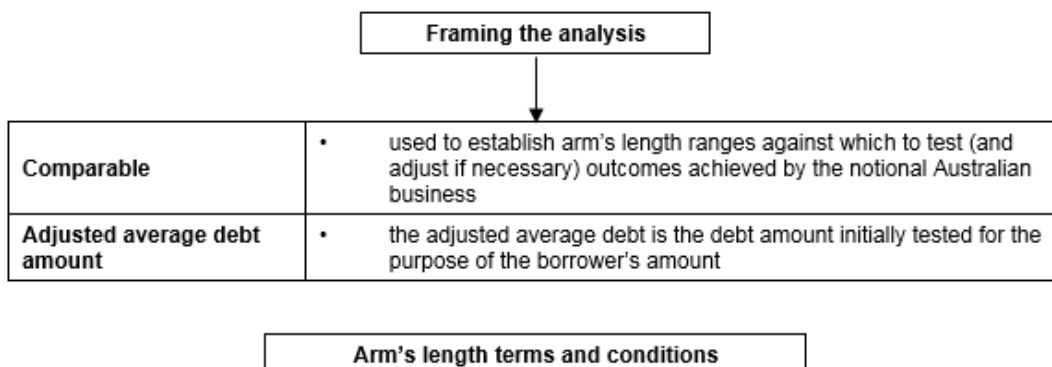 Framing the analysis
Comparable
• used to establish arm's length ranges against which to test (and
adjust if necessary) outcomes achieved by the notional Australian
business
Adjusted average debt
amount
• the adjusted average debt is the debt amount initially tested for the
purpose of the borrower's amount
Arm's length terms and conditions